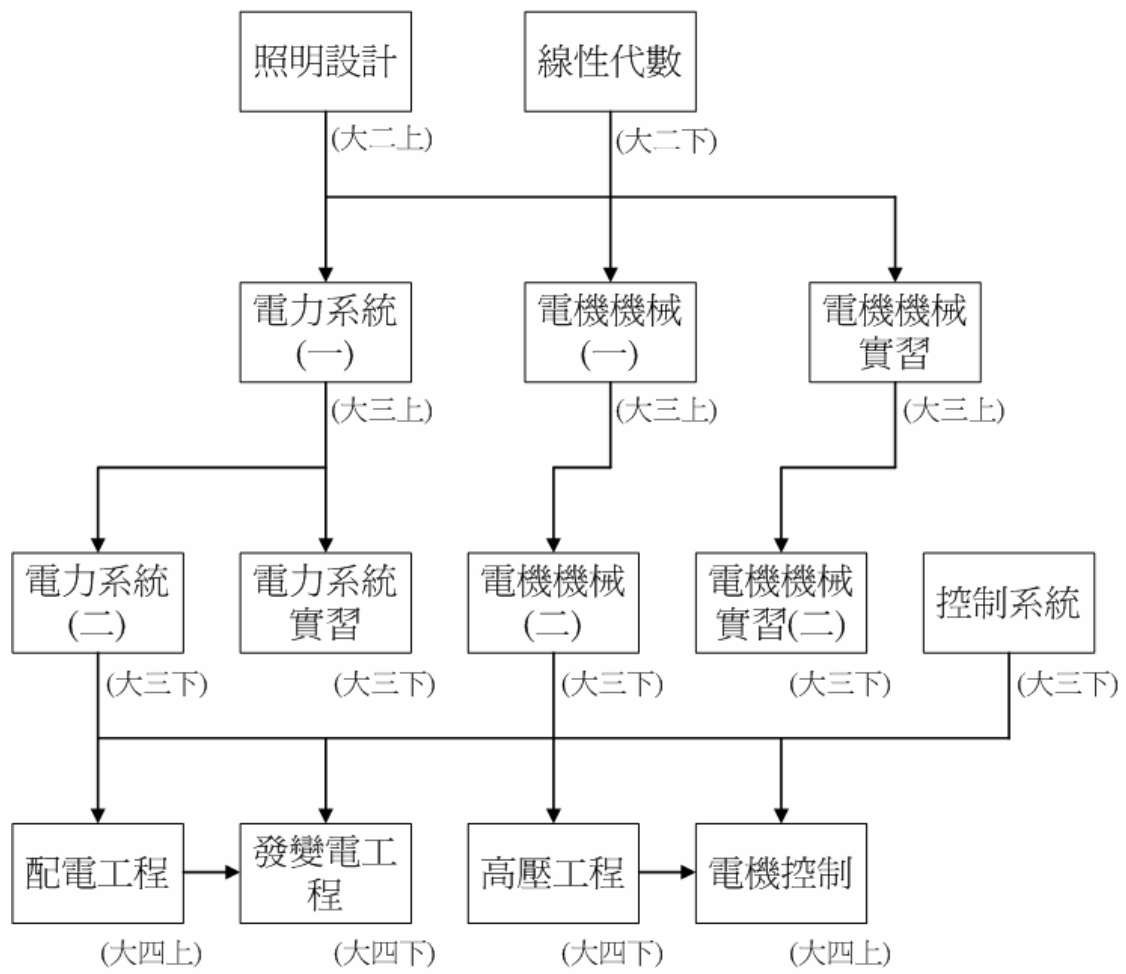 照明設計
線性代數
(大二上)
(大二下)
電力系統
(一)
電機機械
(一)
電機機械
實習
(大三上)
(大三上)
(大三上)
電力系統
(二)
電力系統
實習
電機機械
(二)
電機機械
實習(二)
控制系統
(大三下)
(大三下)
(大三下)
(大三下)
(大三下)
配電工程
發變電工
程
高壓工程
電機控制
(大四上)
(大四下)
(大四下)
(大四上)